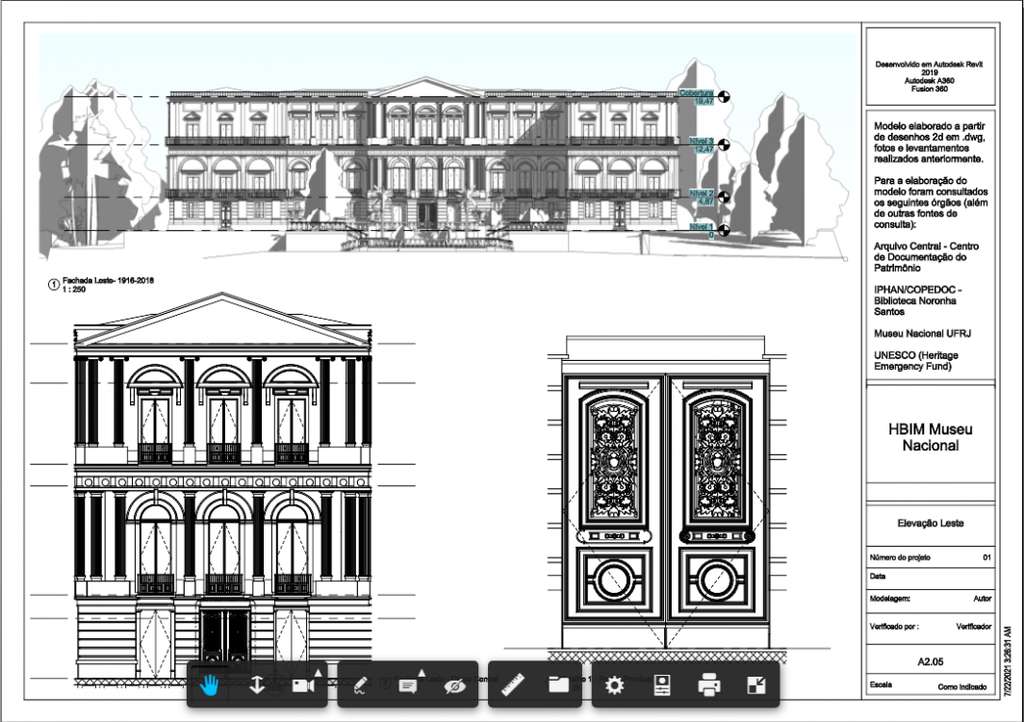 Cobertura
19,47
Nível 3
12,47
Nível 2
4,87
Nível 1
0
1
Fachada Leste- 1916-2018
1 : 250
Desenvolvido em Autodesk Revit
2019
Autodesk A360
Fusion 360
Modelo elaborado a partir
de desenhos 2d em .dwg,
fotos e levantamentos
realizados anteriormente.
Para a elaboração do
modelo foram consultados
os seguintes órgãos (além
de outras fontes de
consulta):
Arquivo Central - Centro
de Documentação do
Patrimônio
IPHAN/COPEDOC -
Biblioteca Noronha
Santos
Museu Nacional UFRJ
UNESCO (Heritage
Emergency Fund)
HBIM Museu
Nacional
Elevação Leste
Número do projeto 01
Data
Modelagem: Autor
Verificado por : Verificador
A2.05
Escala Como indicado
7/22/2021 3:26:31 AM